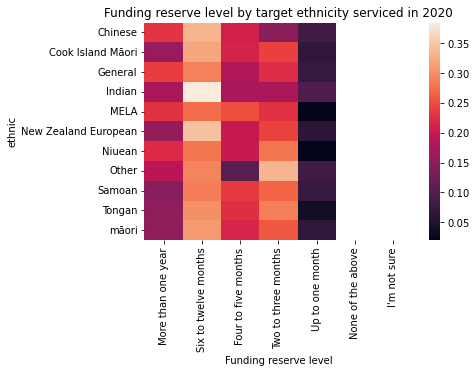 Funding reserve level by target ethnicity serviced in 2020
ethnic
Chinese
Cook Island Māori
General
Indian
MELA
New Zealand European
Niuean
Other
Samoan
Tongan
māori
More than one year
Six to twelve months
Four to five months
Two to three months
Up to one month
None of the above
I'm not sure
Funding reserve level
0.35
0.30
0.25
0.20
0.15
0.10
0.05